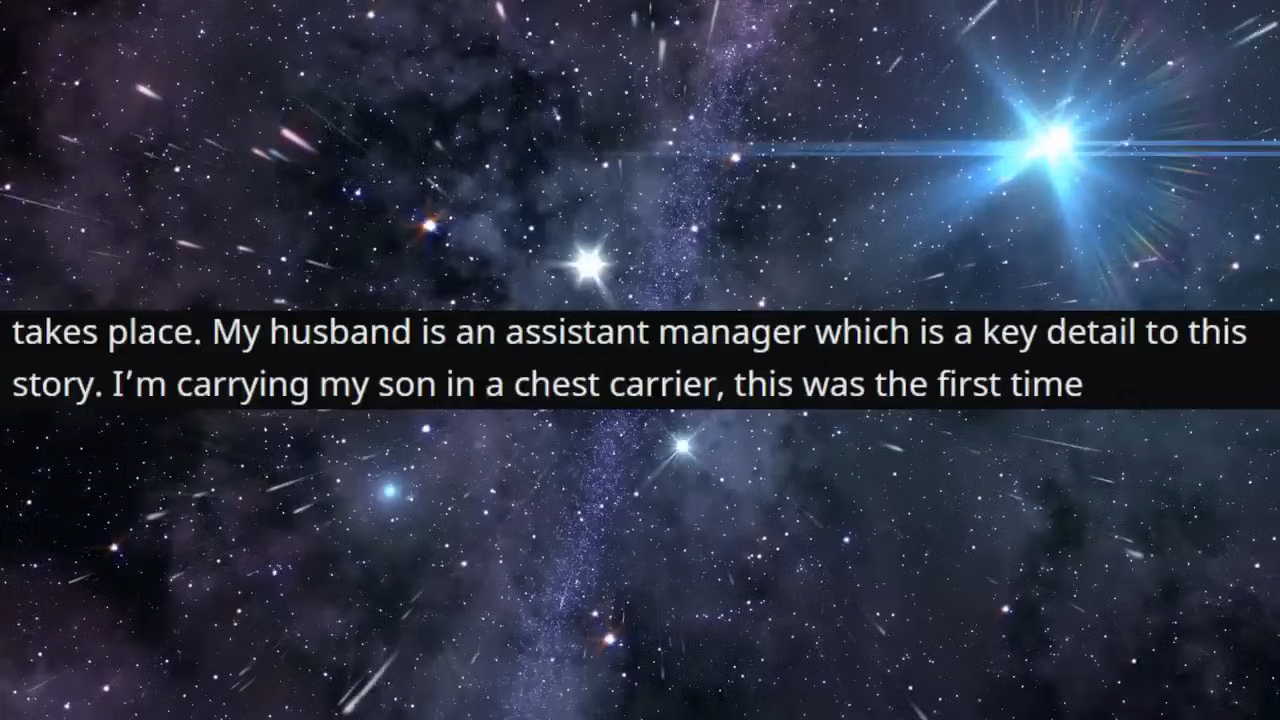 takes place. My husband is an assistant manager which is a key detail to this
story. I’m carrying my son in a chest carrier, this was the first time